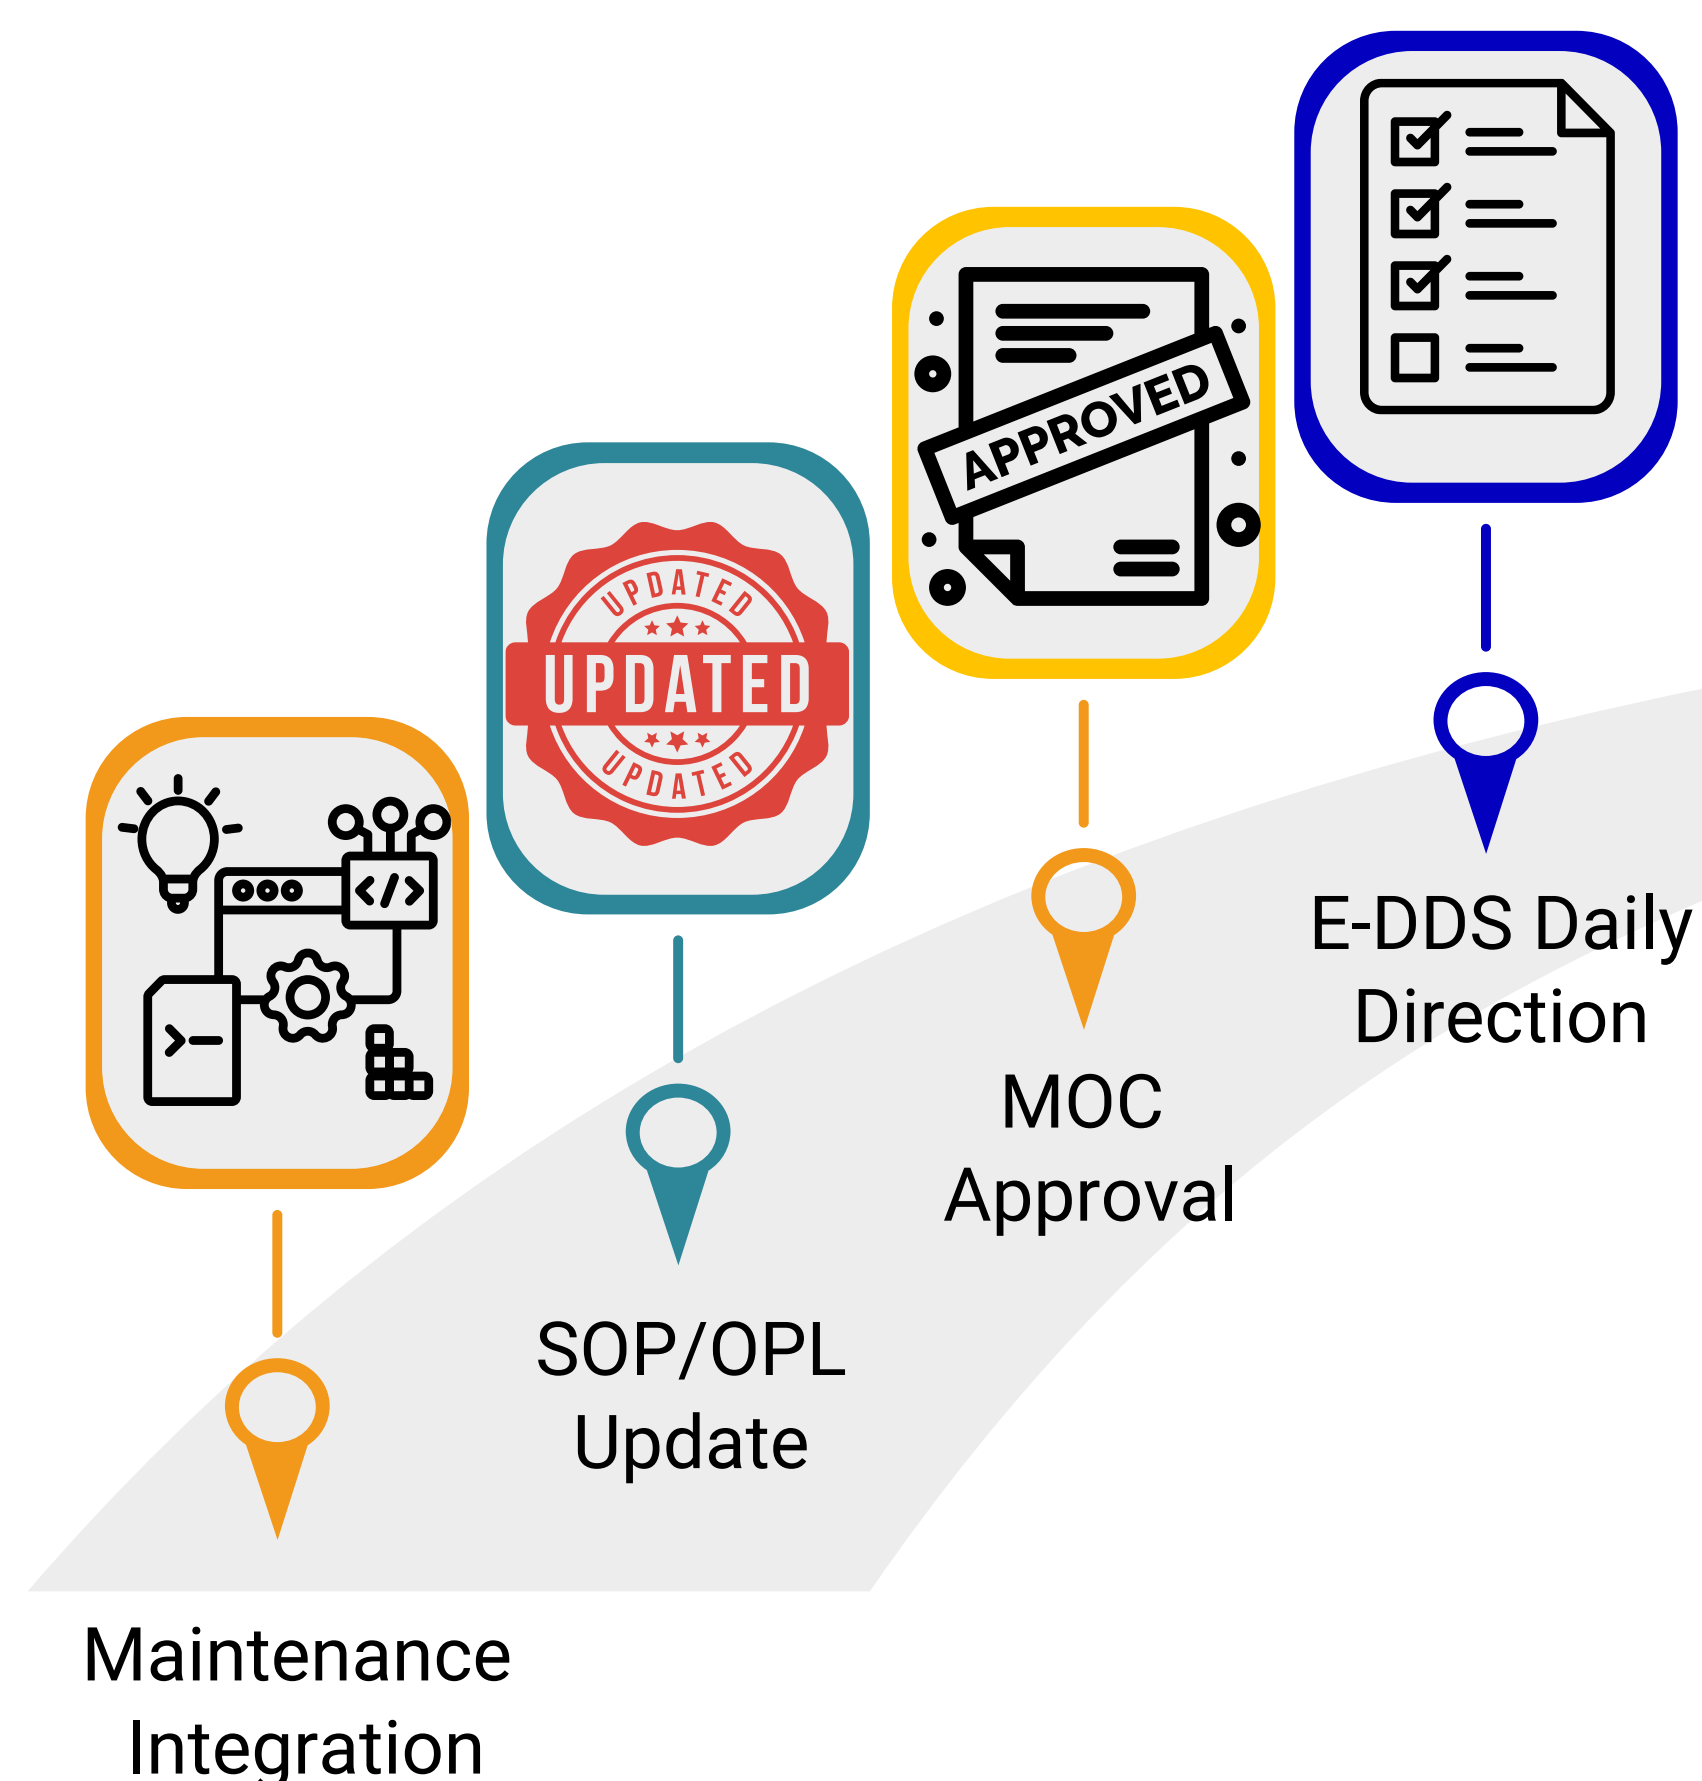 UPDATED
UPDATED
UPDATED
APPROVED
</>
>-
Maintenance
Integration
SOP/OPL
Update
MOC
Approval
E-DDS Daily
Direction